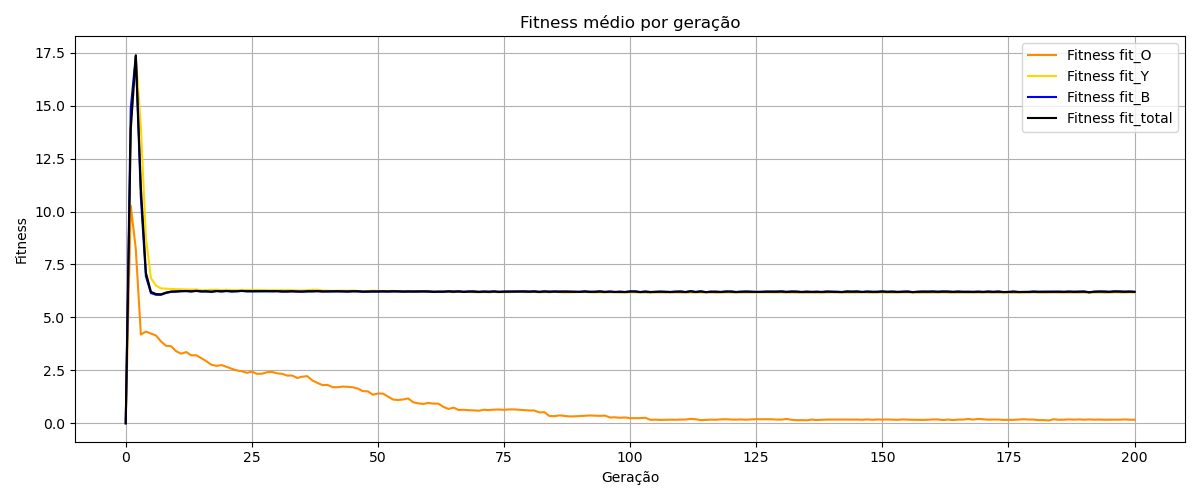 Fitness médio por geração
Fitness
17.5
15.0
12.5
10.0
7.5
5.0
2.5
0.0
Fitness fit_O
Fitness fit_Y
Fitness fit_B
Fitness fit_total
0 25 50 75 100 125 150 175 200
Geração